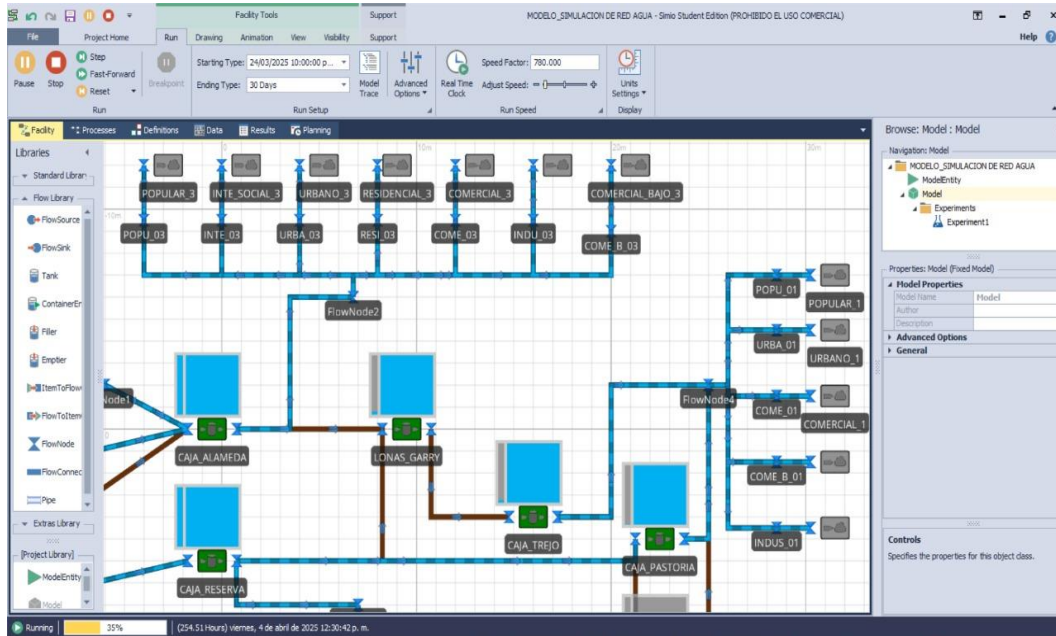 Facility Tools
Support
MODELO_SIMULACION DE RED AGUA - Simio Student Edition (PROHIBIDO EL USO COMERCIAL)
File
Project Home
Run
Drawing
Animation
View
Visibility
Support
Help
Pause
Stop
Step
Fast-Forward
Reset
Run
Breakpoint
Starting Type: 24/03/2025 10:00:00 p...
Ending Type: 30 Days
Run Setup
Model Trace
Advanced Options
Real Time Clock
Speed Factor: 780.000
Adjust Speed:
Run Speed
Units Settings
Display
Facility
Processes
Definitions
Data
Results
Planning
Libraries
Standard Librar
Flow Library
FlowSource
FlowSink
Tank
ContainerEn
Filler
Emptier
ItemToFlow
FlowToItem
FlowNode
FlowConnec
Pipe
Extras Library
[Project Library]
ModelEntity
Model
0
10m
20m
30m
-10m
0
POPULAR_3
INTE_SOCIAL_3
URBANO_3
RESIDENCIAL_3
COMERCIAL_3
COMERCIAL_BAJO_3
POPU_03
INTE_03
URBA_03
RESI_03
COME_03
INDU_03
COME_B_03
FlowNode2
Node1
CAJA_ALAMEDA
LONAS_GARRY
CAJA_TREJO
CAJA_PASTORIA
CAJA_RESERVA
FlowNode4
POPU_01
POPULAR_1
URBA_01
URBANO_1
COME_01
COMERCIAL_1
COME_B_01
INDUS_01
Browse: Model : Model
Navigation: Model
MODELO_SIMULACION DE RED AGUA
ModelEntity
Model
Experiments
Experiment1
Properties: Model (Fixed Model)
Model Properties
Model Name
Model
Author
Description
Advanced Options
General
Controls
Specifies the properties for this object class.
Running
35%
(254.51 Hours) viernes, 4 de abril de 2025 12:30:42 p. m.